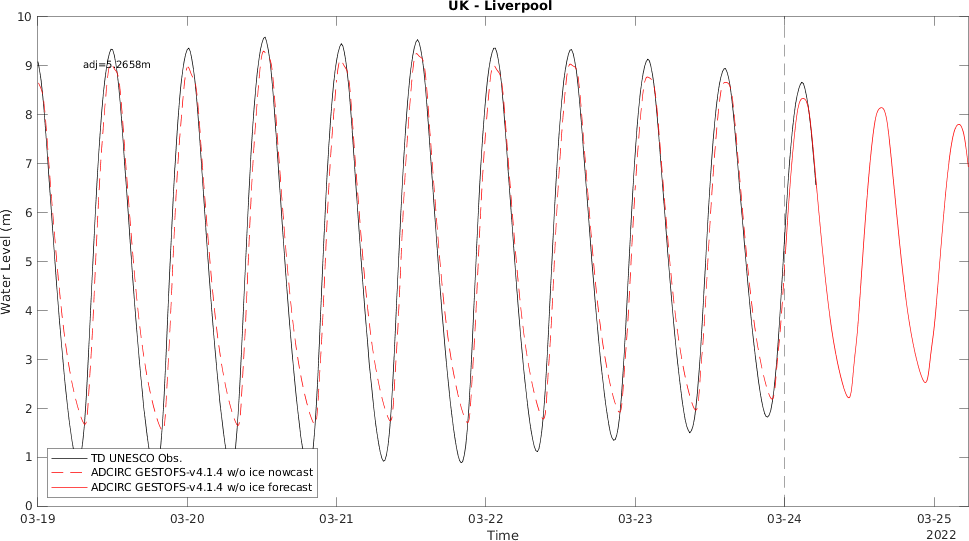 UK - Liverpool
10
9
8
7
6
5
4
3
2
1
0
Water Level (m)
adj=5.2658m
TD UNESCO Obs.
ADCIRC GESTOFS-v4.1.4 w/o ice nowcast
ADCIRC GESTOFS-v4.1.4 w/o ice forecast
03-19 03-20 03-21 03-22 03-23 03-24 03-25
Time
2022